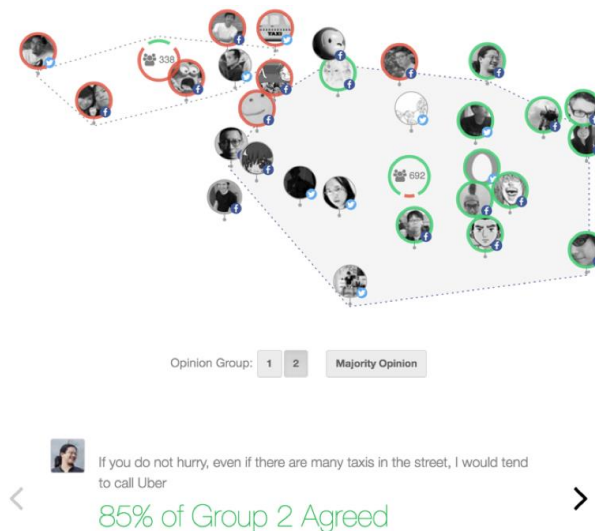 TAXI
338
692
Opinion Group: 1 2 Majority Opinion
If you do not hurry, even if there are many taxis in the street, I would tend
to call Uber
85% of Group 2 Agreed